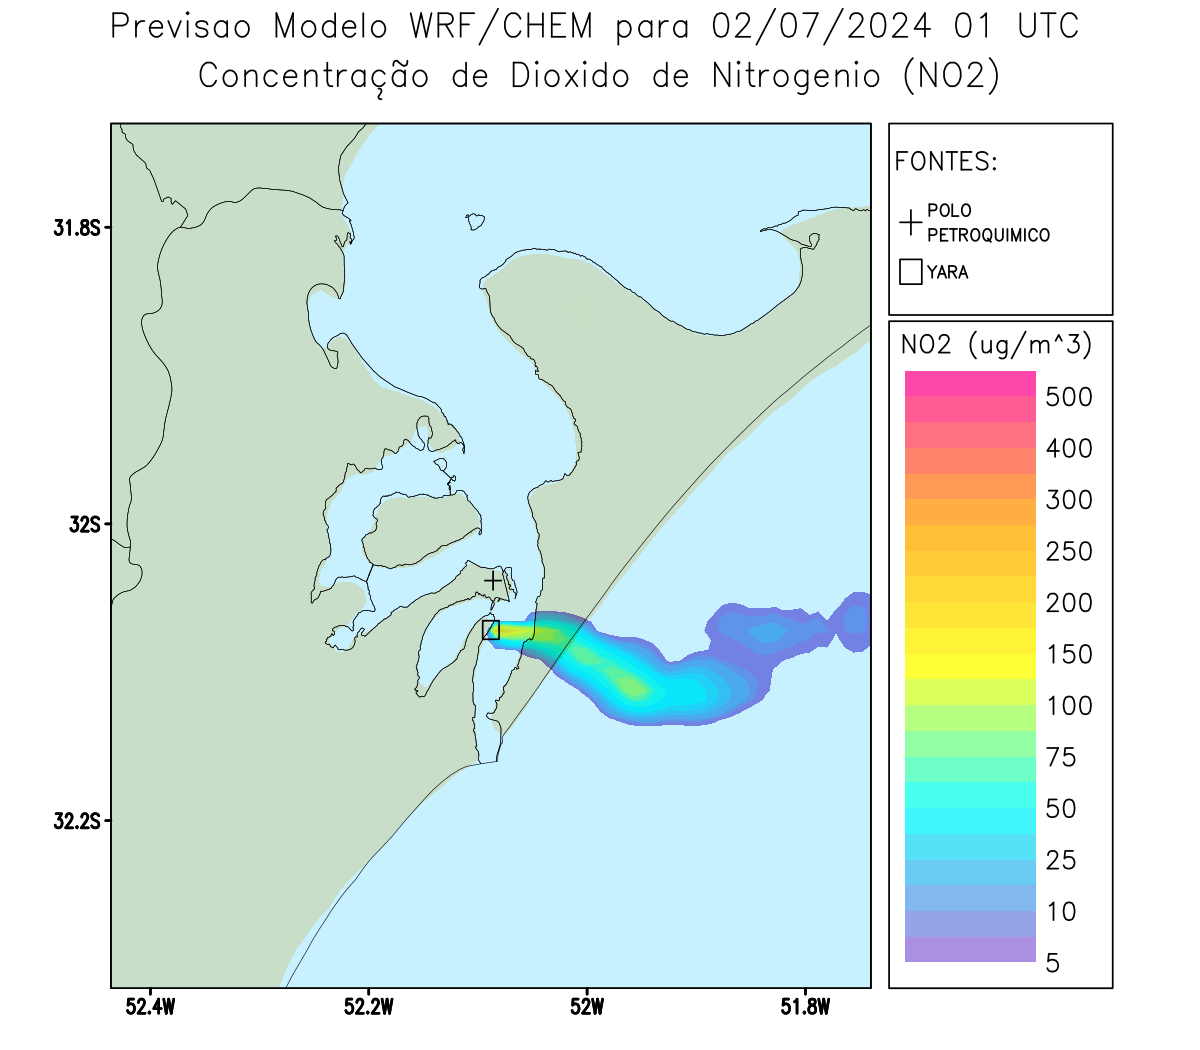 Previsao Modelo WRF/CHEM para 02/07/2024 01 UTC
Concentração de Dioxido de Nitrogenio (NO2)
FONTES:
POLO
PETROQUIMICO
YARA
NO2 (ug/m^3)
500
400
300
250
200
150
100
75
50
25
10
5
31.8S
32S
32.2S
52.4W
52.2W
52W
51.8W